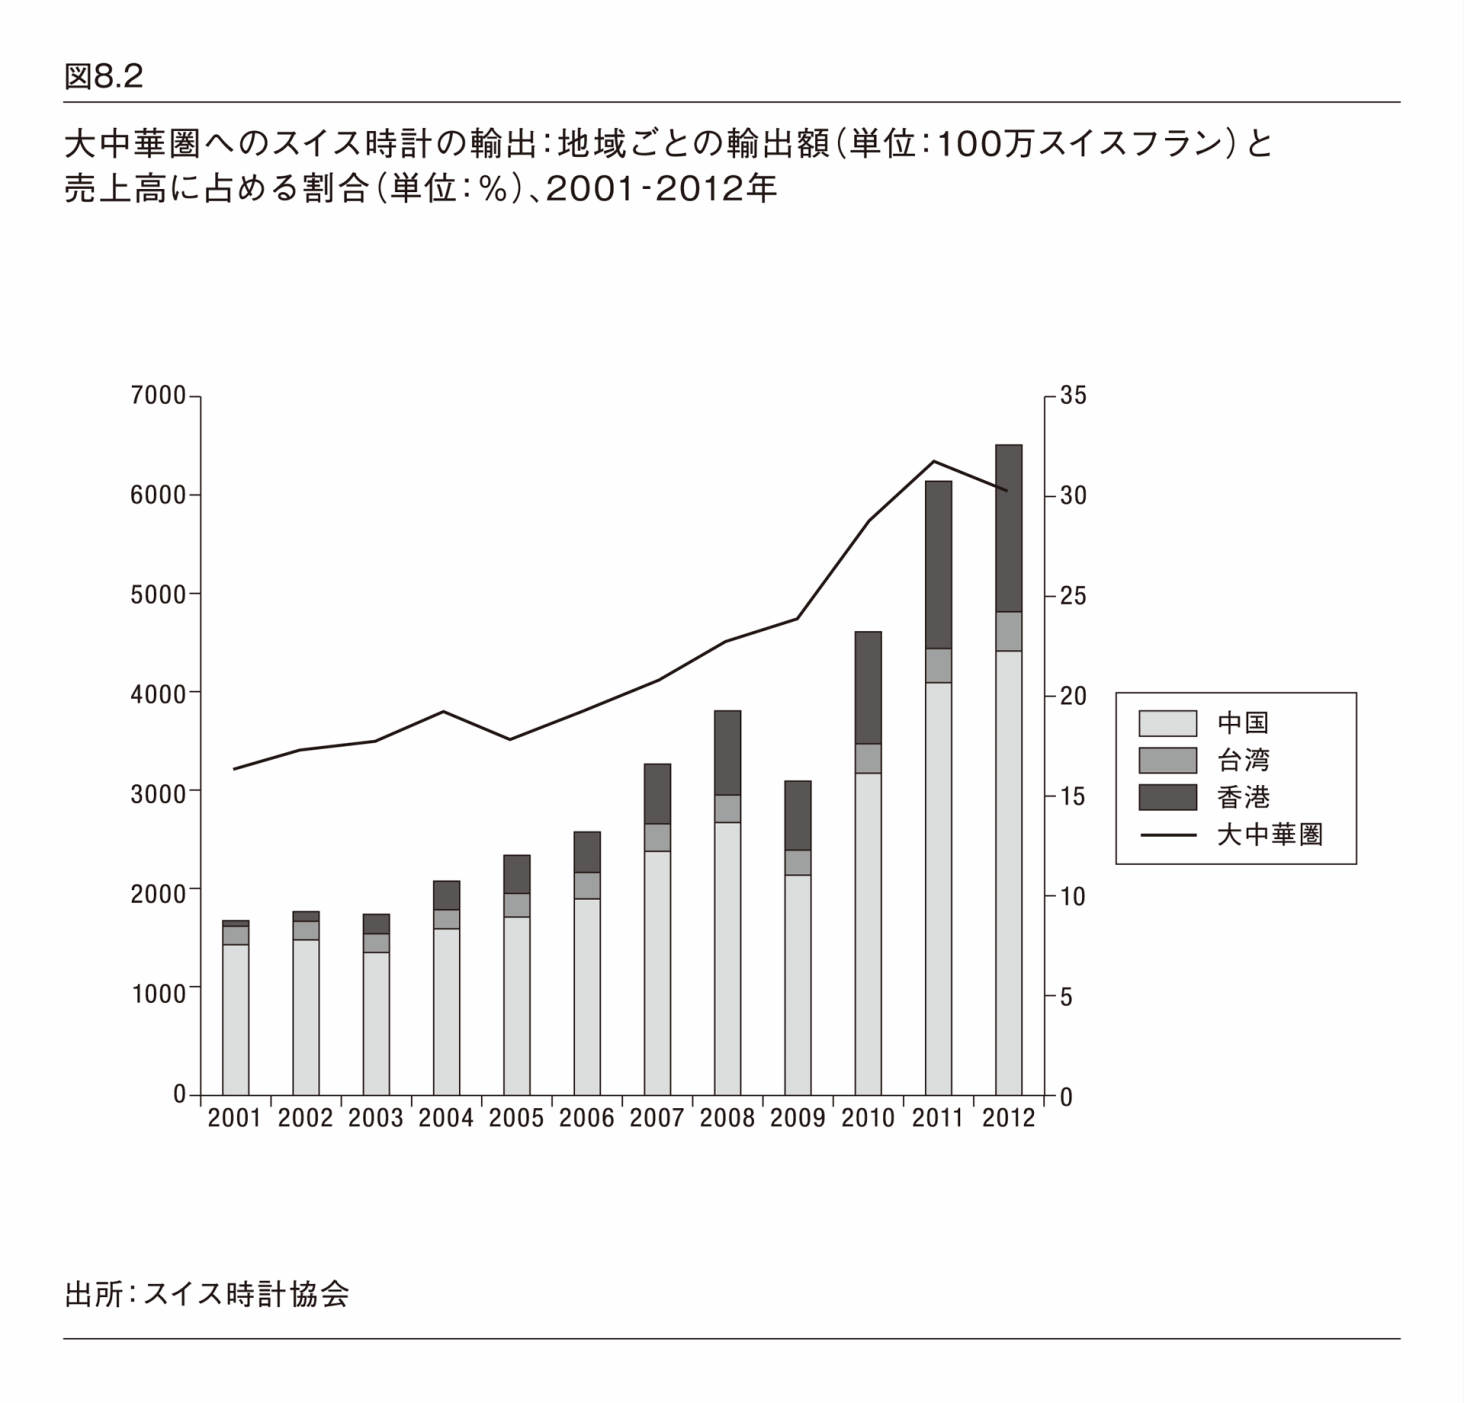 図8.2
大中華圏へのスイス時計の輸出：地域ごとの輸出額（単位：100万スイスフラン）と
売上高に占める割合（単位：%）、2001-2012年
7000
6000
5000
4000
3000
2000
1000
0
35
30
25
20
15
10
5
0
2001 2002 2003 2004 2005 2006 2007 2008 2009 2010 2011 2012
中国
台湾
香港
大中華圏
出所：スイス時計協会